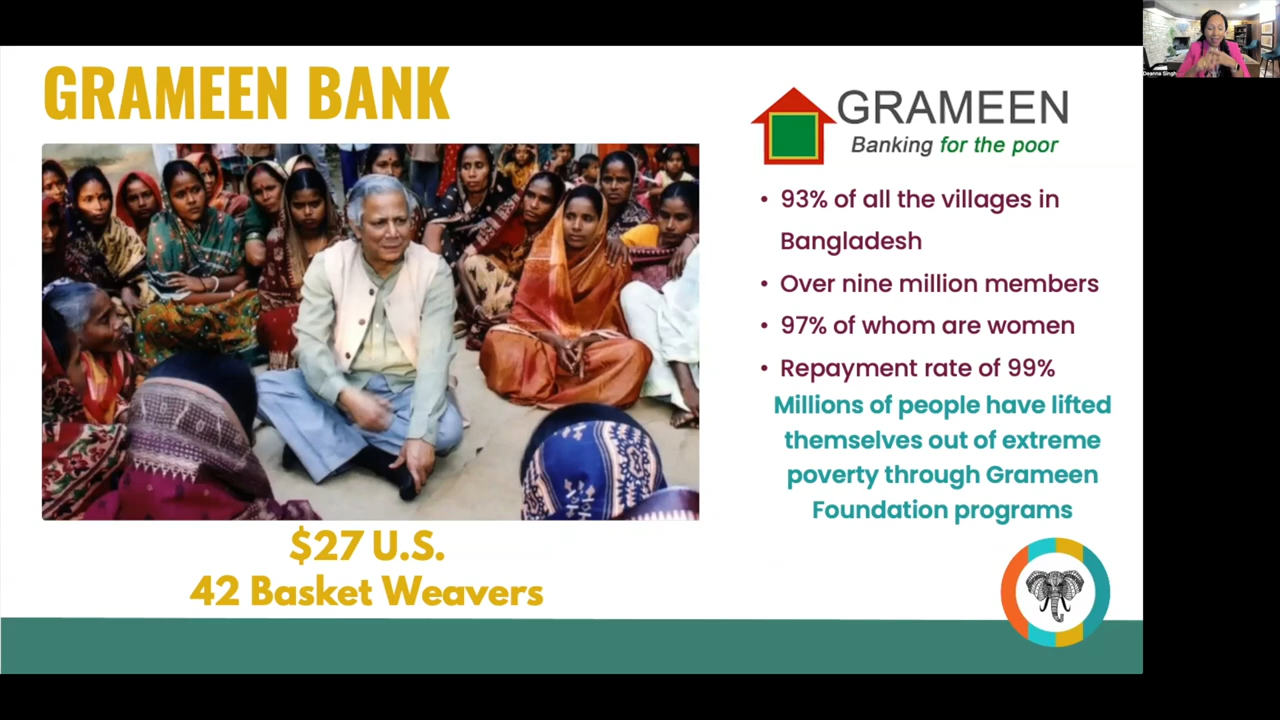 GRAMEEN BANK
GRAMEEN
Banking for the poor
• 93% of all the villages in
Bangladesh
• Over nine million members
• 97% of whom are women
• Repayment rate of 99%
Millions of people have lifted
themselves out of extreme
poverty through Grameen
Foundation programs
$27 U.S.
42 Basket Weavers
Deanna Singh